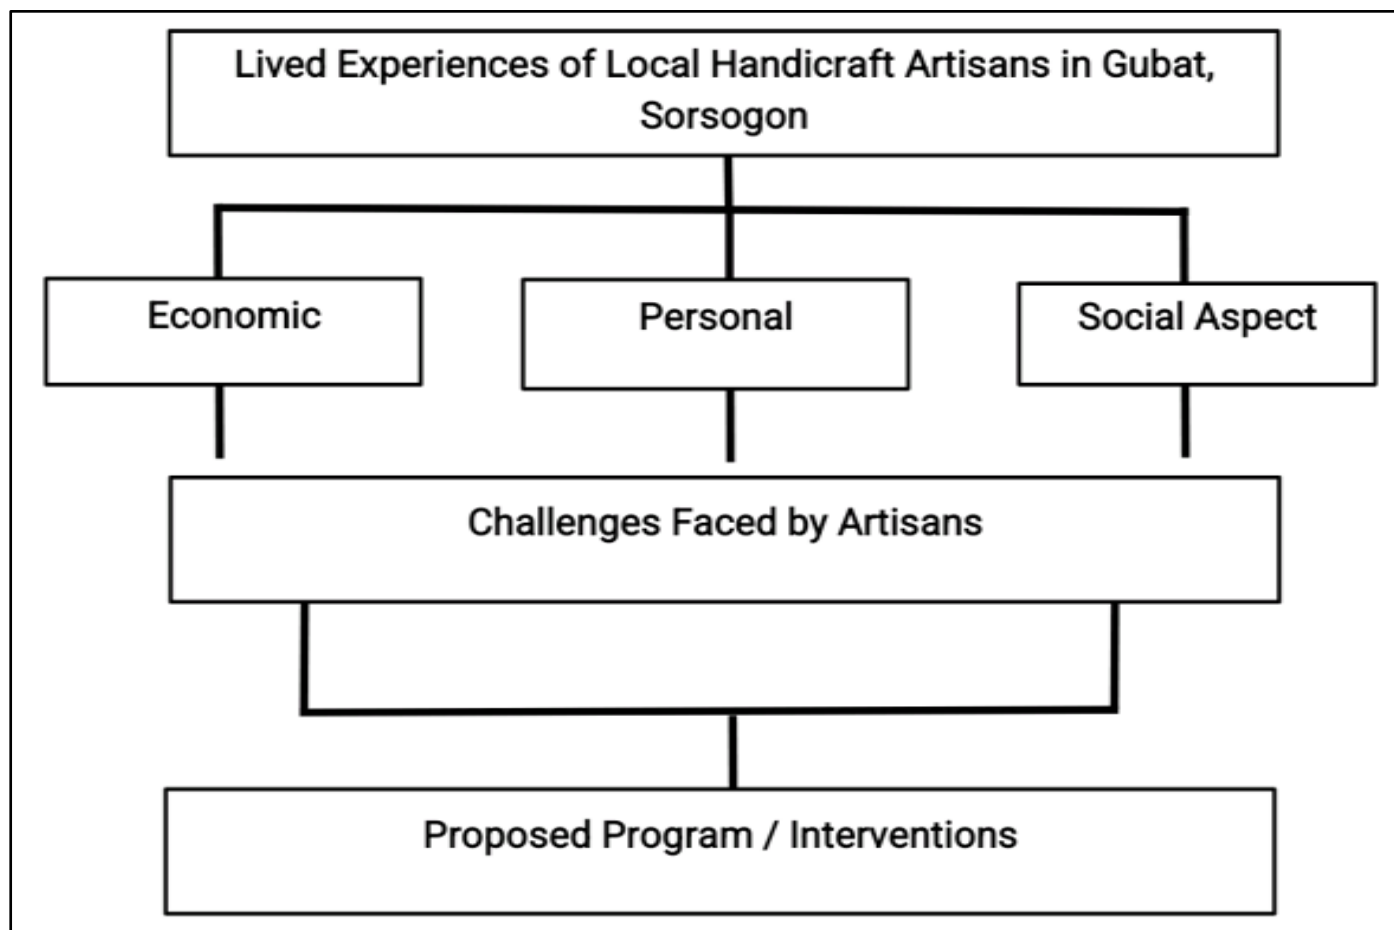 Lived Experiences of Local Handicraft Artisans in Gubat,
Sorsogon
Economic
Personal
Social Aspect
Challenges Faced by Artisans
Proposed Program / Interventions